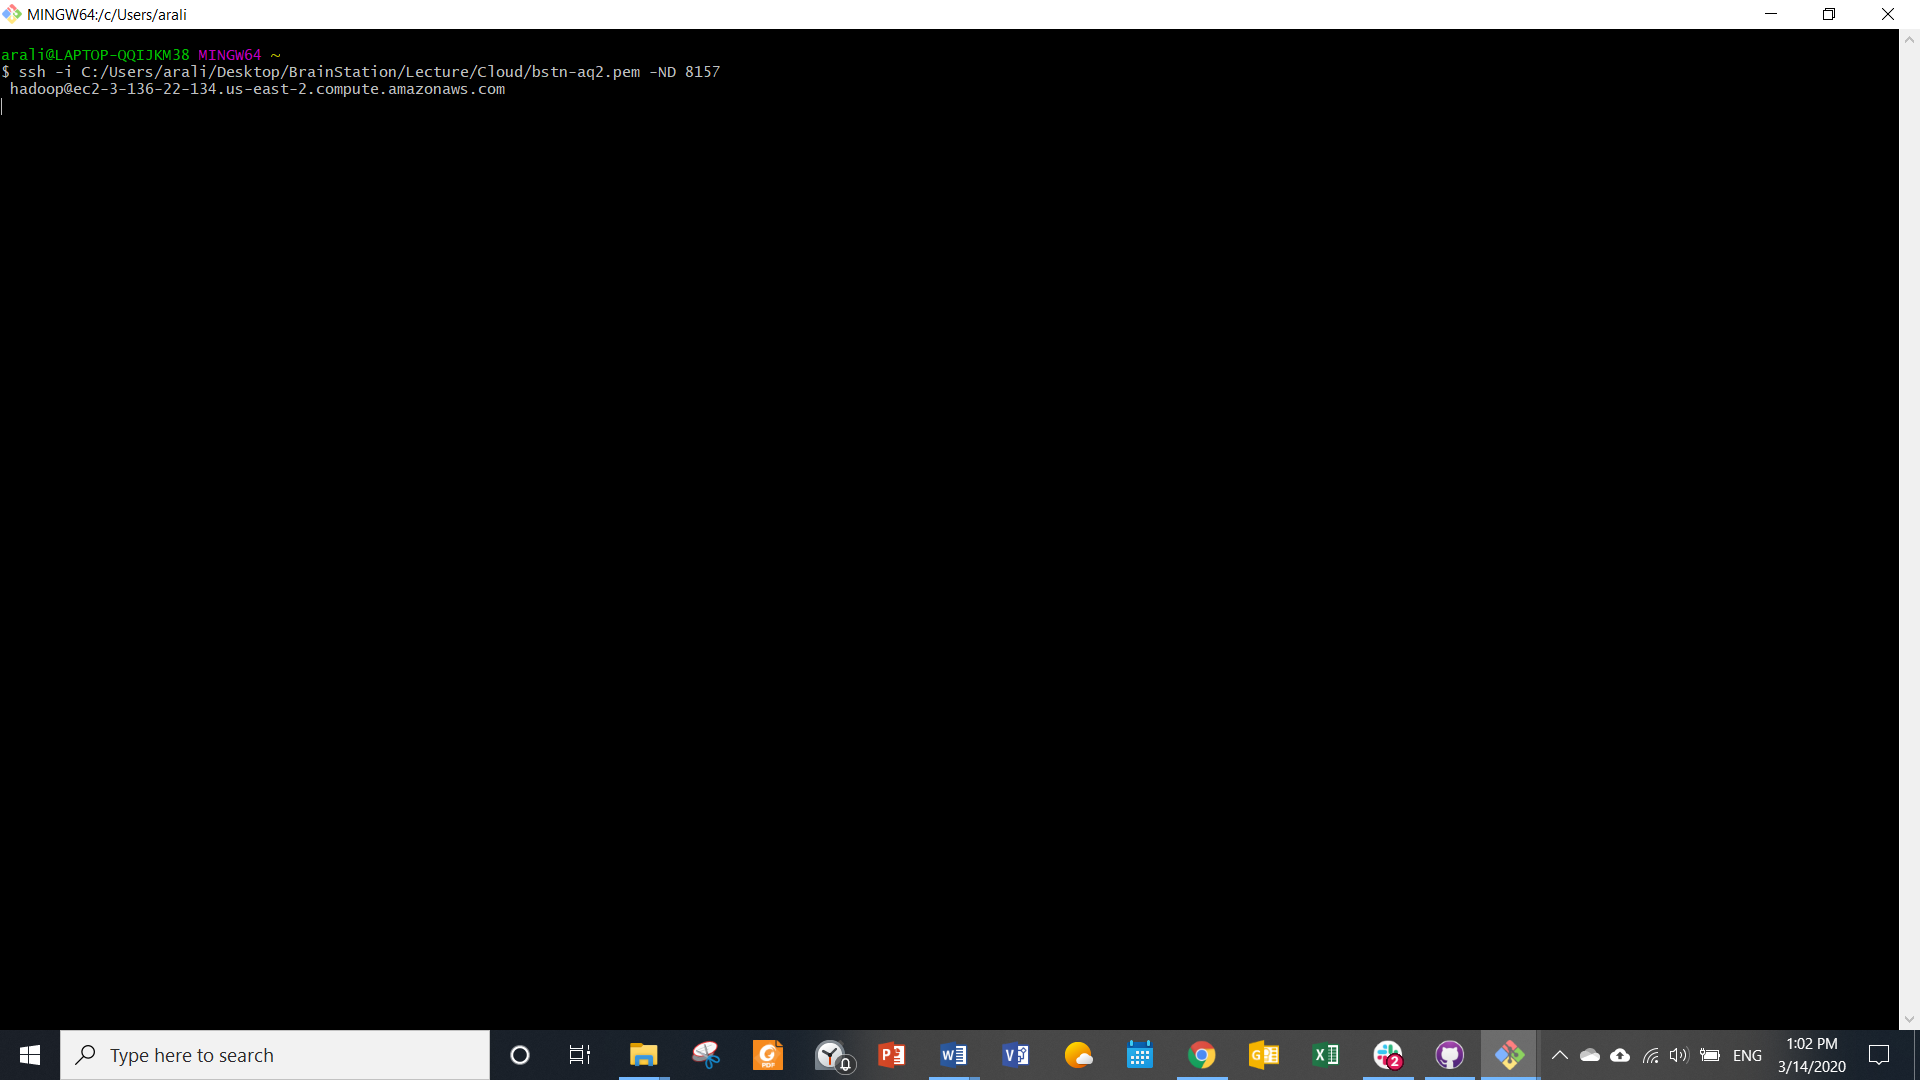 MINGW64:/c/Users/arali
arali@LAPTOP-QQIJKM38 MINGW64 ~
$ ssh -i C:/Users/arali/Desktop/BrainStation/Lecture/Cloud/bstn-aq2.pem -ND 8157
hadoop@ec2-3-136-22-134.us-east-2.compute.amazonaws.com
Type here to search
PDF
2
ENG
1:02 PM
3/14/2020